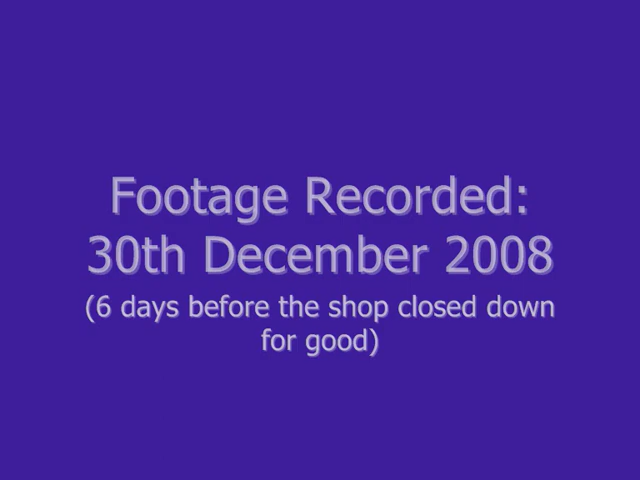 Footage Recorded:
30th December 2008
(6 days before the shop closed down
for good)